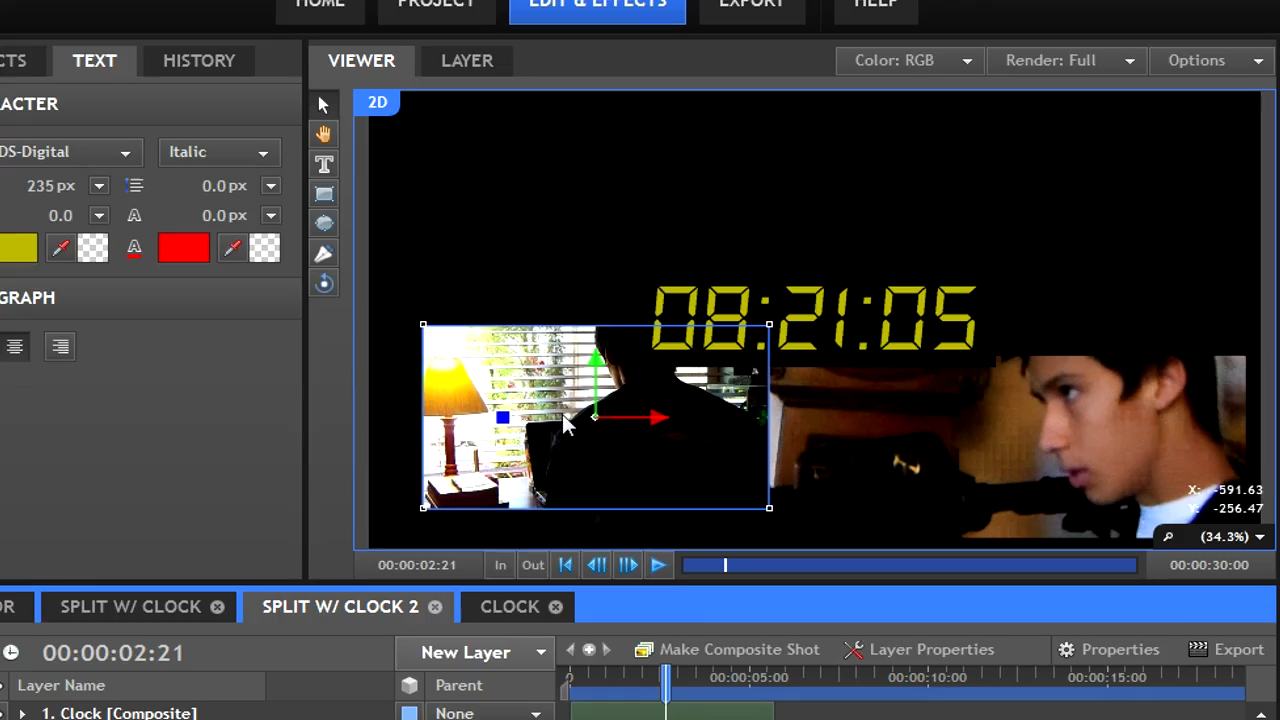 HOME PROJECT EDIT & EFFECTS EXPORT HELP
CTS TEXT HISTORY VIEWER LAYER Color: RGB Render: Full Options
ACTER 2D
DS-Digital Italic
235 px 0.0 px
0.0 A 0.0 px
A
GRAPH
08:21:05
X: -591.63
Y: -256.47
(34.3%)
00:00:02:21 In Out 00:00:30:00
OR SPLIT W/ CLOCK SPLIT W/ CLOCK 2 CLOCK
00:00:02:21 New Layer Make Composite Shot Layer Properties Properties Export
0 00:00:05:00 00:00:10:00 00:00:15:00
Layer Name Parent
1. Clock [Composite] None